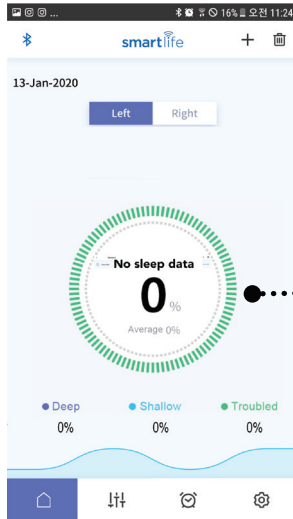 16% 오전 11:24
smartlife
13-Jan-2020
Left Right
No sleep data
0 %
Average 0%
Deep Shallow Troubled
0% 0% 0%